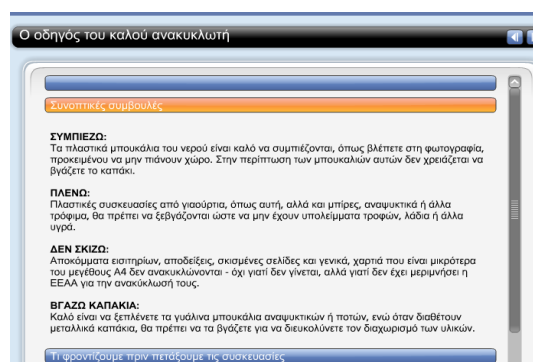 Ο οδηγός του καλού ανακυκλωτή
Συνοπτικές συμβουλές
ΣΥΜΠΙΕΖΩ:
Τα πλαστικά μπουκάλια του νερού είναι καλό να συμπιέζονται, όπως βλέπετε στη φωτογραφία,
προκειμένου να μην πιάνουν χώρο. Στην περίπτωση των μπουκαλιών αυτών δεν χρειάζεται να
βγάζετε το καπάκι.
ΠΛΕΝΩ:
Πλαστικές συσκευασίες από γιαούρτια, όπως αυτή, αλλά και μπίρες, αναψυκτικά ή άλλα
τρόφιμα, θα πρέπει να ξεβγάζονται ώστε να μην έχουν υπολείμματα τροφών, λάδια ή άλλα
υγρά.
ΔΕΝ ΣΚΙΖΩ:
Αποκόμματα εισιτηρίων, αποδείξεις, σκισμένες σελίδες και γενικά, χαρτιά που είναι μικρότερα
του μεγέθους Α4 δεν ανακυκλώνονται - όχι γιατί δεν γίνεται, αλλά γιατί δεν έχει μεριμνήσει η
ΕΕΑΑ για την ανακύκλωσή τους.
ΒΓΑΖΩ ΚΑΠΑΚΙΑ:
Καλό είναι να ξεπλένετε τα γυάλινα μπουκάλια αναψυκτικών ή ποτών, ενώ όταν διαθέτουν
μεταλλικά καπάκια, θα πρέπει να τα βγάζετε για να διευκολύνετε τον διαχωρισμό των υλικών.
Τι φροντίζουμε πριν πετάξουμε τις συσκευασίες